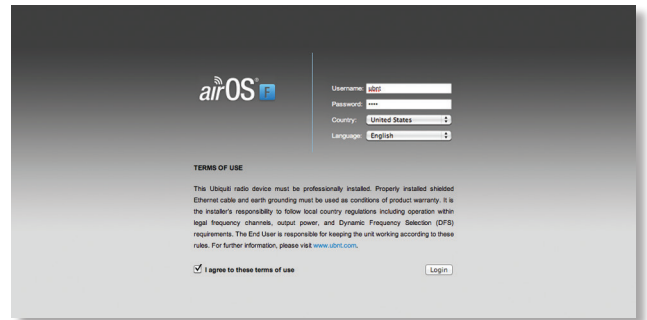 airOS F
Username: ubnt
Password: ••••
Country: United States
Language: English
TERMS OF USE
This Ubiquiti radio device must be professionally installed. Properly installed shielded
Ethernet cable and earth grounding must be used as conditions of product warranty. It is
the installer's responsibility to follow local country regulations including operation within
legal frequency channels, output power, and Dynamic Frequency Selection (DFS)
requirements. The End User is responsible for keeping the unit working according to these
rules. For further information, please visit www.ubnt.com.
I agree to these terms of use
Login